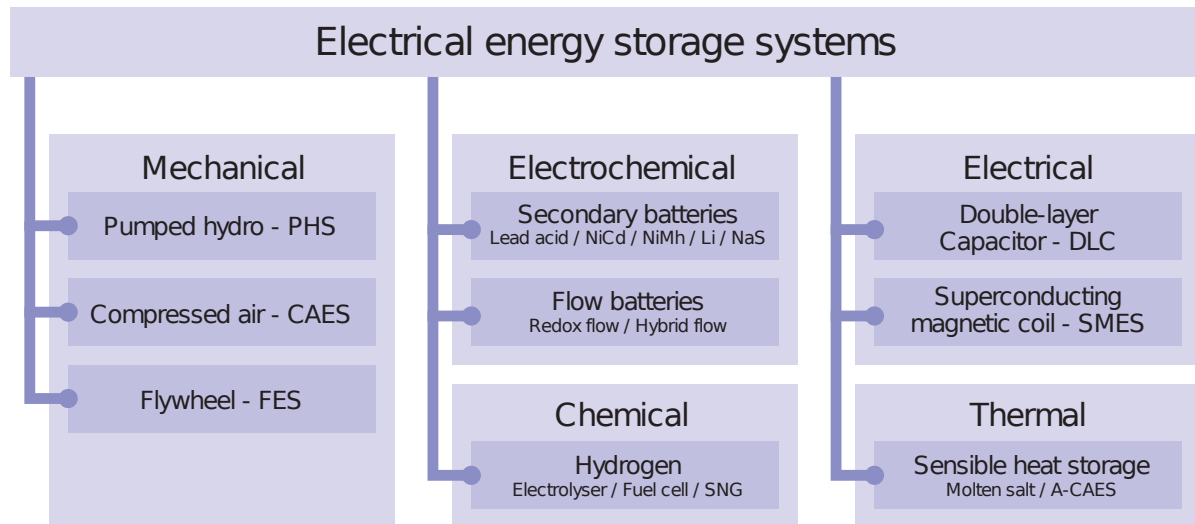 Electrical energy storage systems
Mechanical
Pumped hydro - PHS
Compressed air - CAES
Flywheel - FES
Electrochemical
Secondary batteries
Lead acid / NiCd / NiMh / Li / NaS
Flow batteries
Redox flow / Hybrid flow
Chemical
Hydrogen
Electrolyser / Fuel cell / SNG
Electrical
Double-layer
Capacitor - DLC
Superconducting
magnetic coil - SMES
Thermal
Sensible heat storage
Molten salt / A-CAES